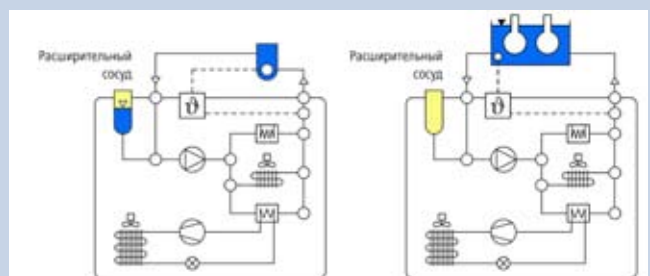 Расширительный
сосуд
ϑ
Расширительный
сосуд
ϑ